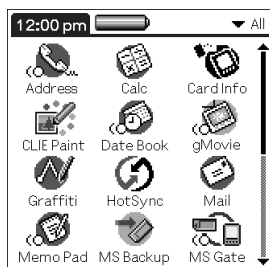 12:00 pm All
Address Calc Card Info
CLIE Paint Date Book gMovie
Graffiti HotSync Mail
Memo Pad MS Backup MS Gate